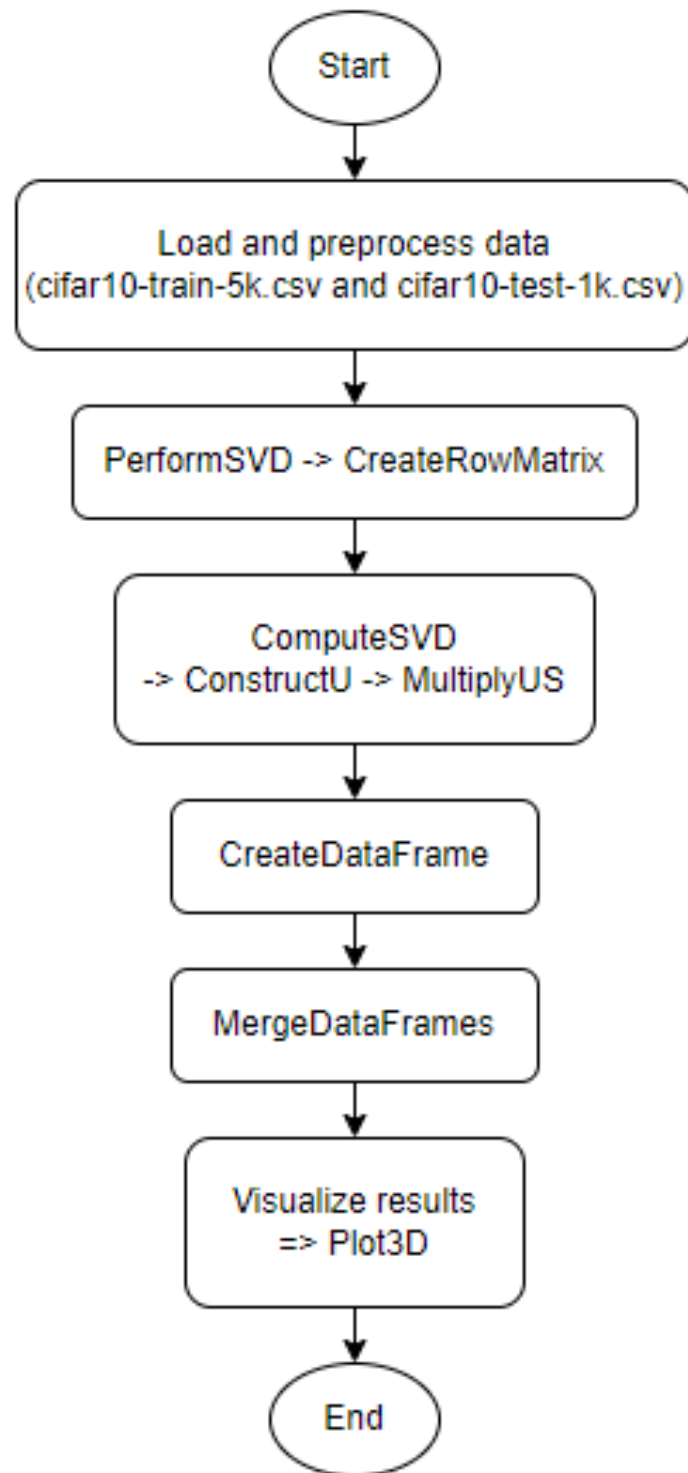 Start
Load and preprocess data
(cifar10-train-5k.csv and cifar10-test-1k.csv)
PerformSVD -> CreateRowMatrix
ComputeSVD
-> ConstructU -> MultiplyUS
CreateDataFrame
MergeDataFrames
Visualize results
=> Plot3D
End